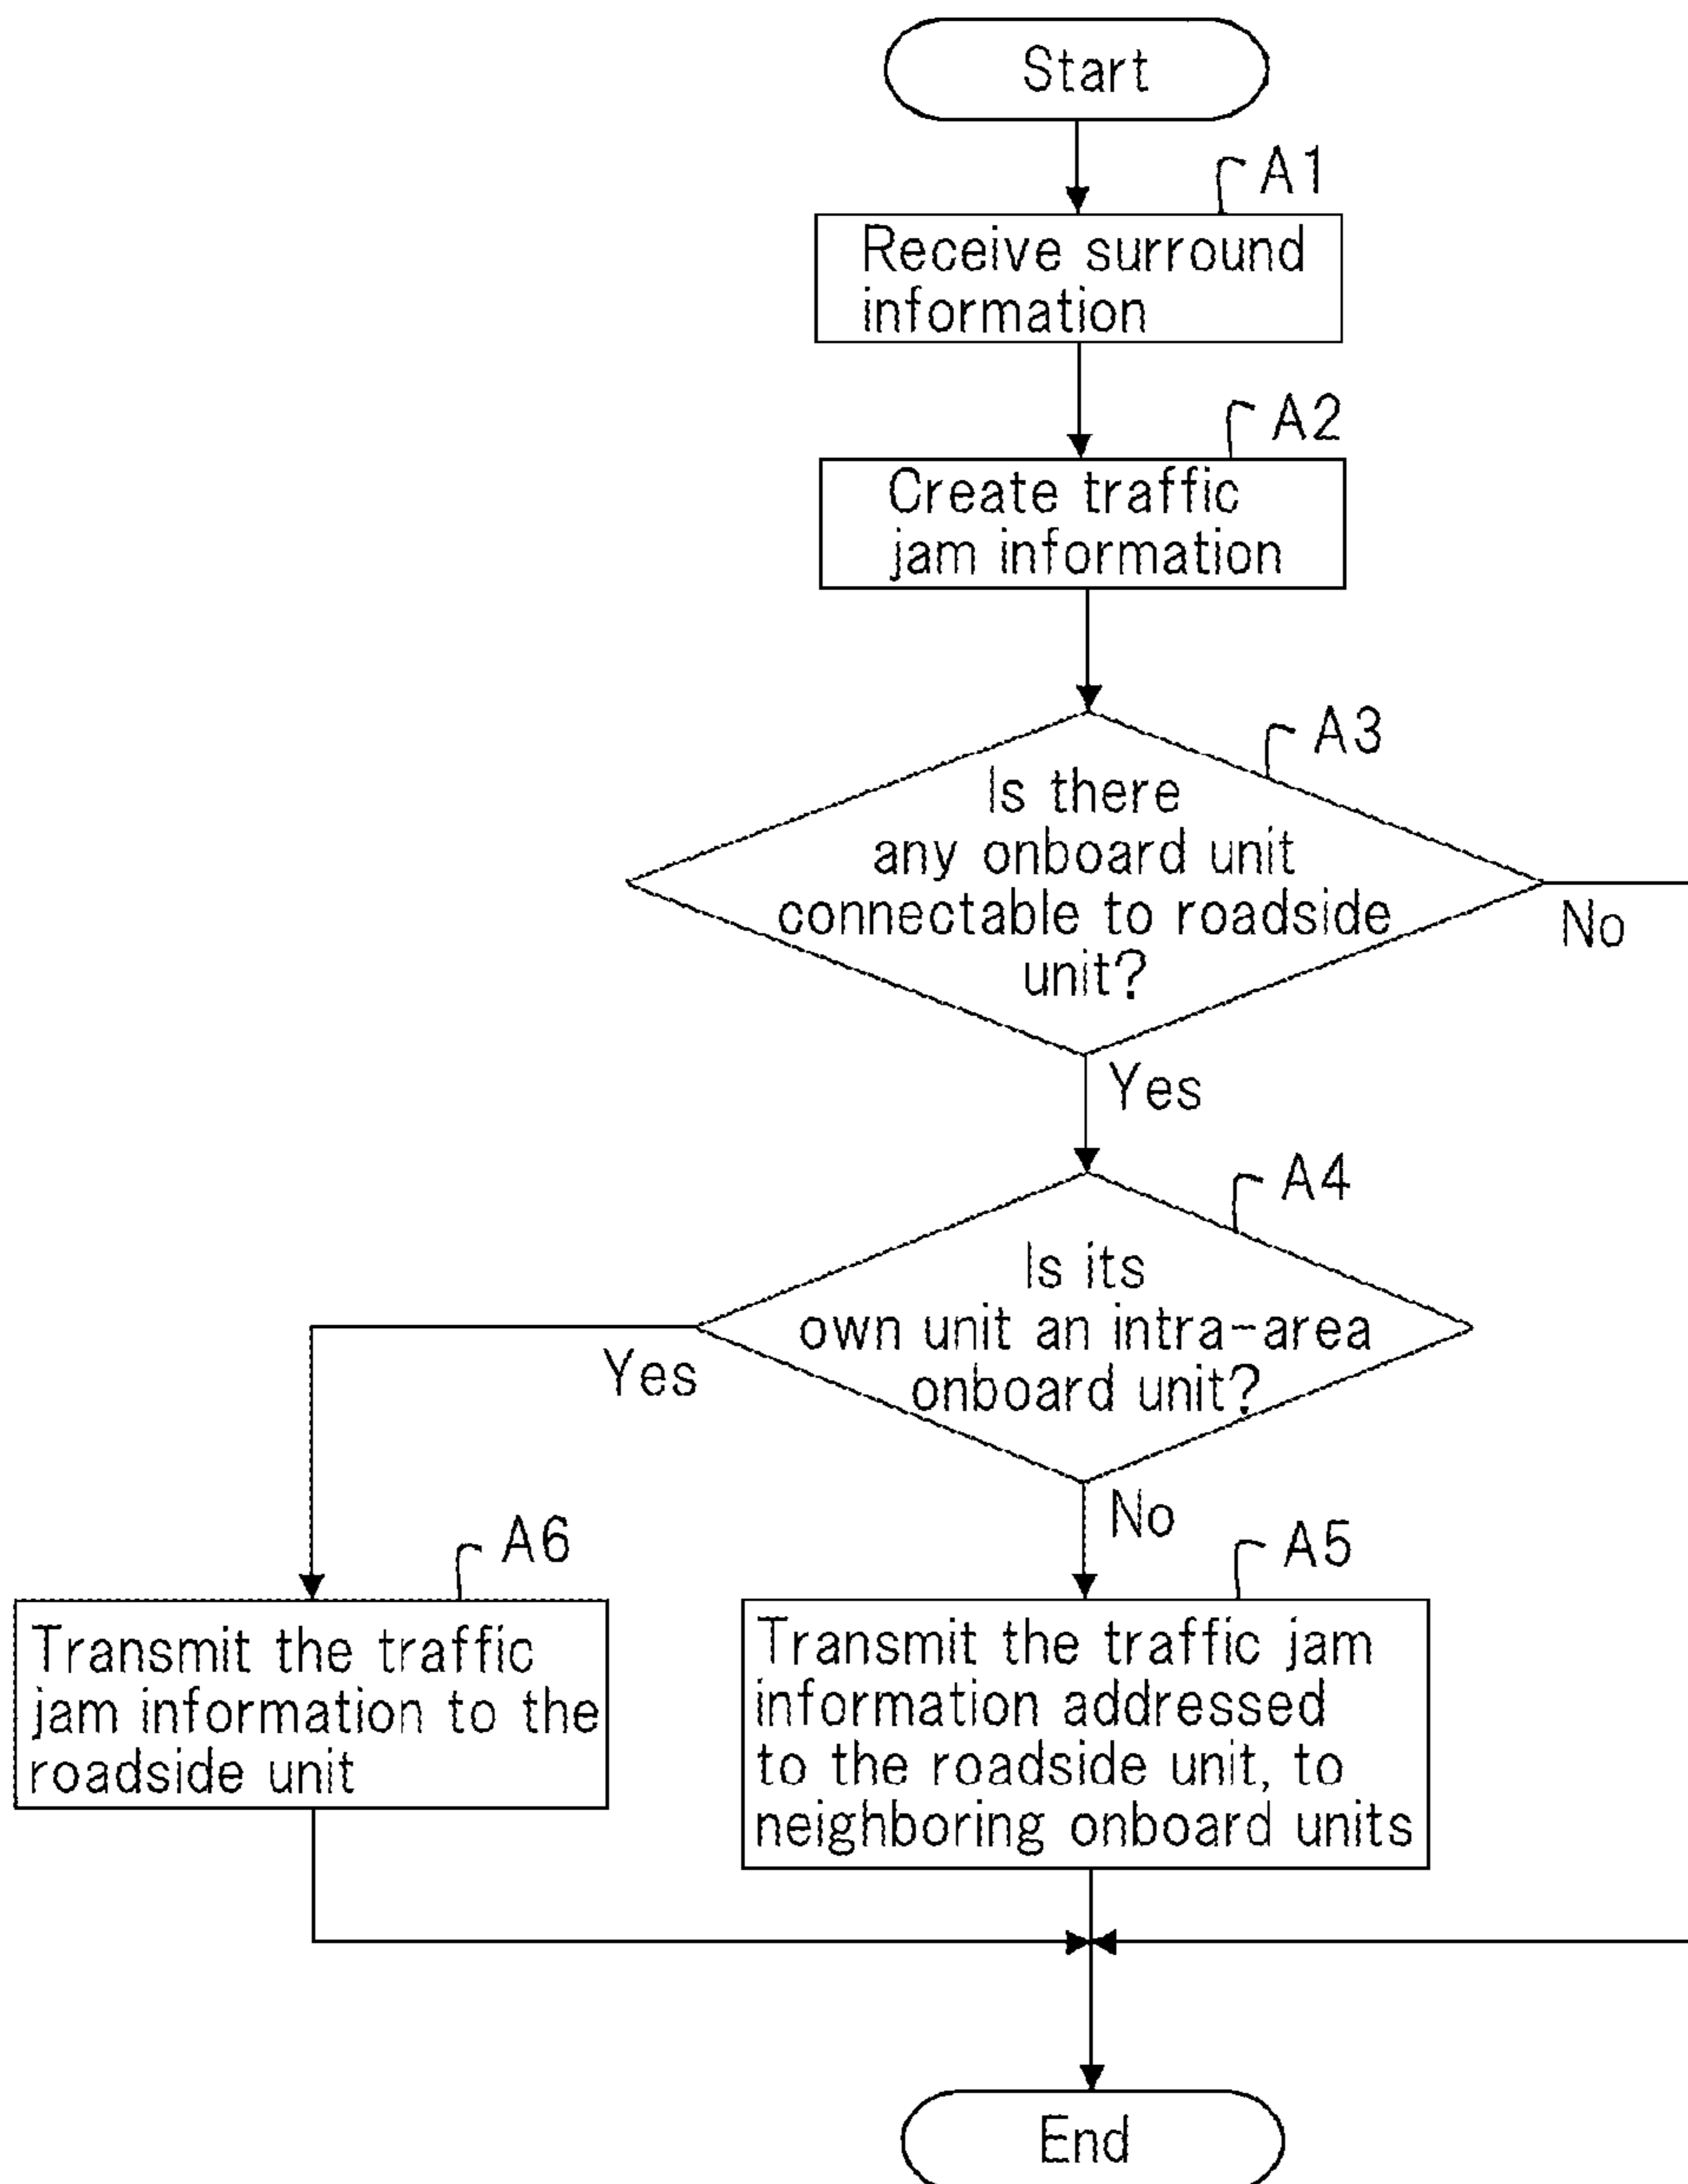 Start
A1
Receive surround
information
A2
Create traffic
jam information
A3
Is there
any onboard unit
connectable to roadside
unit?
No
Yes
A4
Is its
own unit an intra-area
onboard unit?
Yes
No
A6
Transmit the traffic
jam information to the
roadside unit
A5
Transmit the traffic jam
information addressed
to the roadside unit, to
neighboring onboard units
End